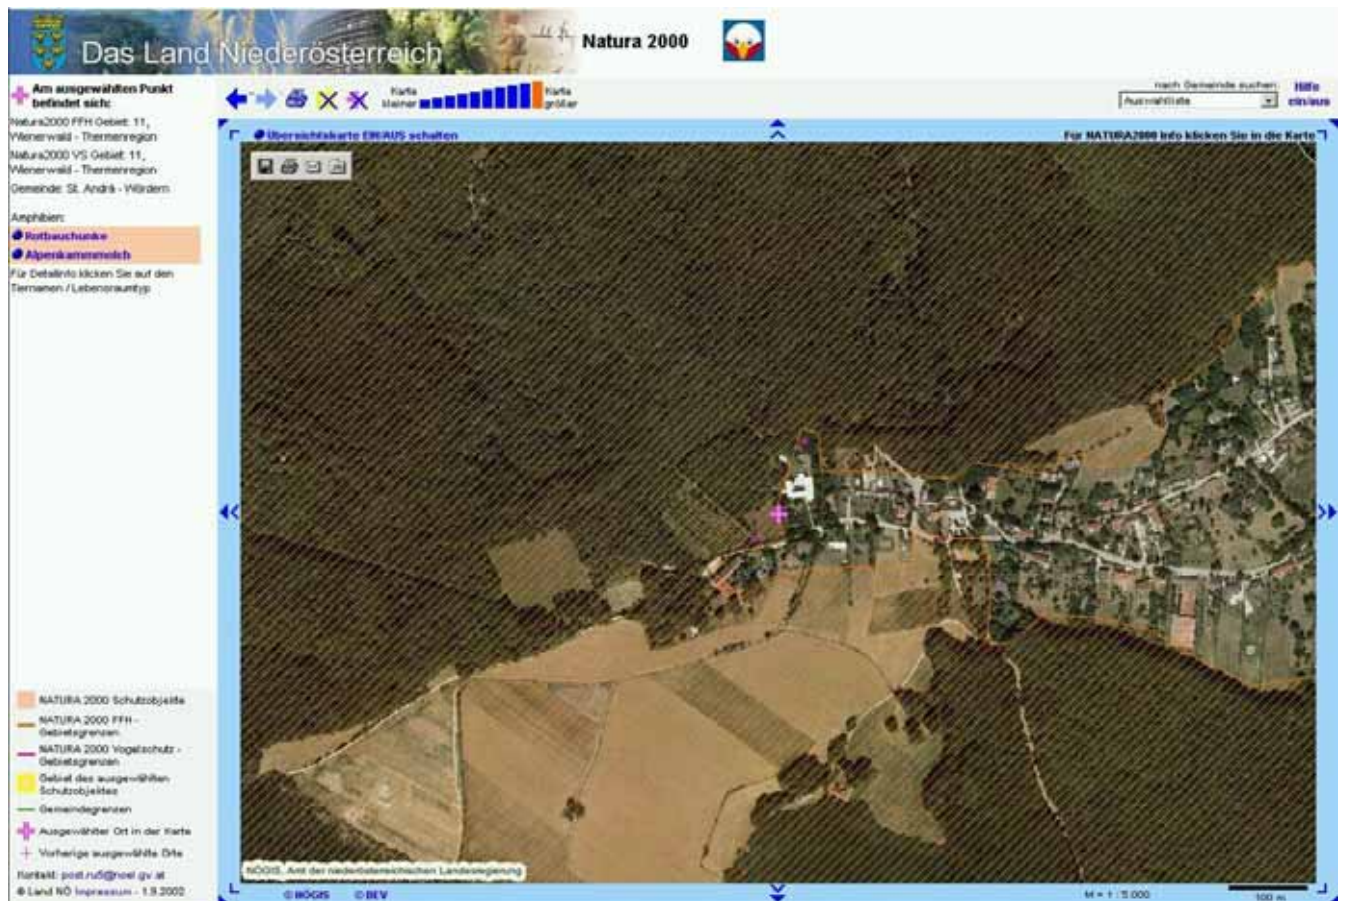 Das Land Niederösterreich
Natura 2000
Am ausgewählten Punkt
befindet sich:
Natura2000 FFH Gebiet: 11,
Wienerwald - Thermenregion
Natura2000 VS Gebiet: 11,
Wienerwald - Thermenregion
Gemeinde: St. Andrä - Wördern
Amphibien:
Rotbauchunke
Alpenkammmolch
Für Detailinfo klicken Sie auf den
Tiernamen / Lebensraumtyp
Karte
kleiner
Karte
größer
nach Gemeinde suchen:
Auswahlliste
Hilfe
ein/aus
Übersichtskarte EIN/AUS schalten
Für NATURA2000 Info klicken Sie in die Karte
NATURA 2000 Schutzobjekte
NATURA 2000 FFH -
Gebietsgrenzen
NATURA 2000 Vogelschutz -
Gebietsgrenzen
Gebiet des ausgewählten
Schutzobjektes
Gemeindegrenzen
Ausgewählter Ort in der Karte
Vorherige ausgewählte Orte
Kontakt: post.ru5@noel.gv.at
© Land NÖ Impressum - 1.9.2002
NÖGIS, Amt der niederösterreichischen Landesregierung
© NÖGIS © BEV
M = 1 : 5.000
100 m